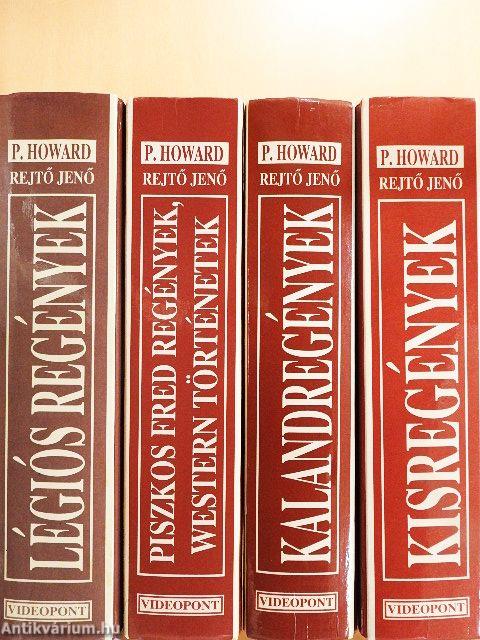 P. HOWARD
REJTŐ JENŐ
LÉGIÓS REGÉNYEK
VIDEOPONT
P. HOWARD
REJTŐ JENŐ
PISZKOS FRED REGÉNYEK,
WESTERN TÖRTÉNETEK
VIDEOPONT
P. HOWARD
REJTŐ JENŐ
KALANDREGÉNYEK
VIDEOPONT
P. HOWARD
REJTŐ JENŐ
KISREGÉNYEK
VIDEOPONT
Antikvárium.hu